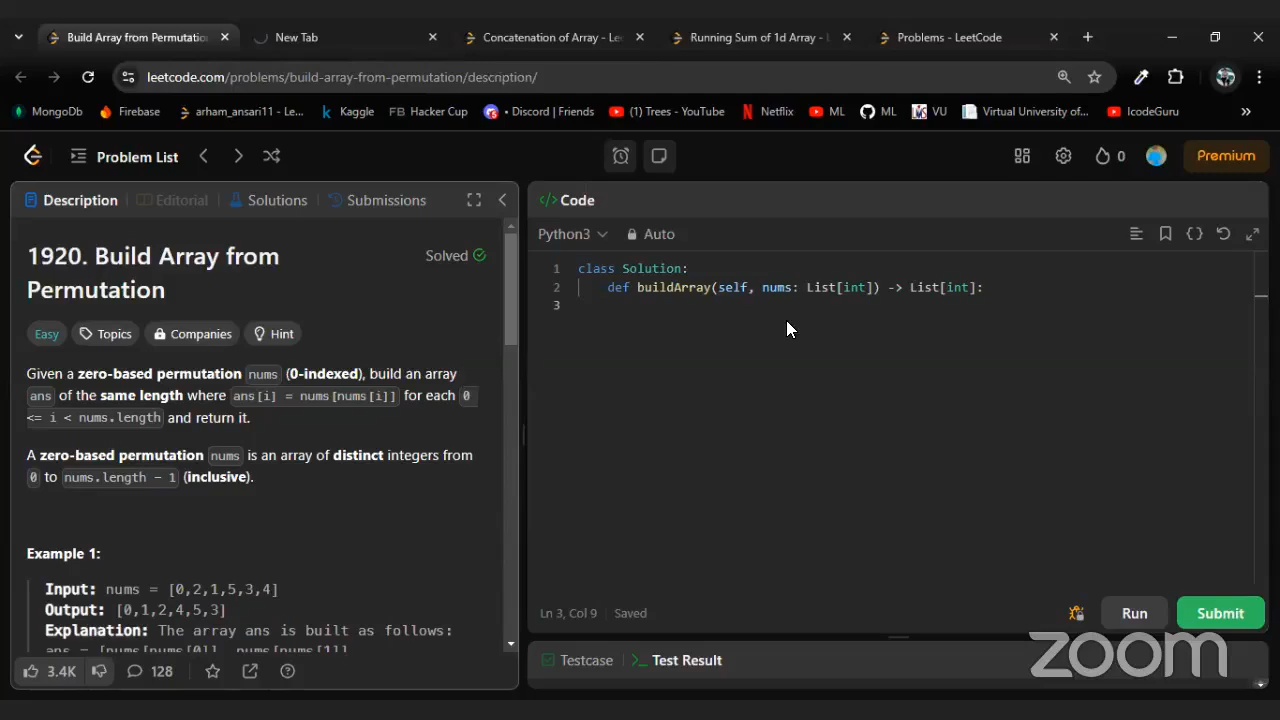 Build Array from Permutatio
New Tab
Concatenation of Array - Le
Running Sum of 1d Array -
Problems - LeetCode
leetcode.com/problems/build-array-from-permutation/description/
MongoDb
Firebase
arham_ansari11 - Le...
Kaggle
FB Hacker Cup
• Discord | Friends
(1) Trees - YouTube
Netflix
ML
ML
VU
Virtual University of...
IcodeGuru
Problem List
0
Premium
Description
Editorial
Solutions
Submissions
1920. Build Array from
Permutation
Solved
Easy
Topics
Companies
Hint
Given a zero-based permutation nums (0-indexed), build an array
ans of the same length where ans[i] = nums[nums[i]] for each 0
<= i < nums.length and return it.
A zero-based permutation nums is an array of distinct integers from
0 to nums.length - 1 (inclusive).
Example 1:
Input: nums = [0,2,1,5,3,4]
Output: [0,1,2,4,5,3]
Explanation: The array ans is built as follows:
ans = [nums[nums[0]], nums[nums[1]]
3.4K
128
</> Code
Python3
Auto
1 class Solution:
2 def buildArray(self, nums: List[int]) -> List[int]:
3
Ln 3, Col 9
Saved
Run
Submit
Testcase
>_ Test Result
zoom